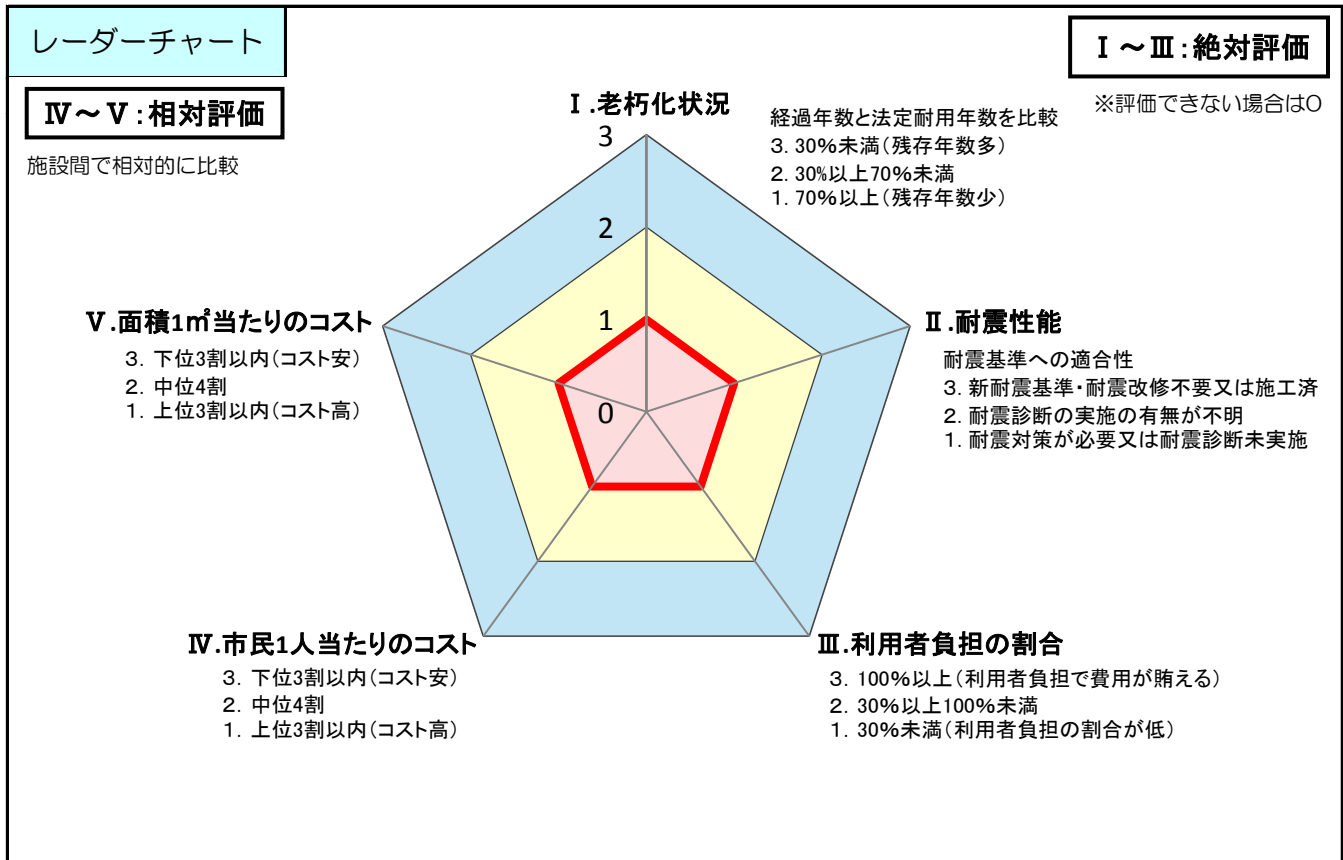 レーダーチャート
Ⅰ～Ⅲ:絶対評価
※評価できない場合は0
Ⅳ～Ⅴ:相対評価
施設間で相対的に比較
Ⅰ.老朽化状況
経過年数と法定耐用年数を比較
3. 30%未満(残存年数多)
2. 30%以上70%未満
1. 70%以上(残存年数少)
3
2
1
0
Ⅱ.耐震性能
耐震基準への適合性
3. 新耐震基準・耐震改修不要又は施工済
2. 耐震診断の実施の有無が不明
1. 耐震対策が必要又は耐震診断未実施
Ⅴ.面積1㎡当たりのコスト
3. 下位3割以内(コスト安)
2. 中位4割
1. 上位3割以内(コスト高)
Ⅳ.市民1人当たりのコスト
3. 下位3割以内(コスト安)
2. 中位4割
1. 上位3割以内(コスト高)
Ⅲ.利用者負担の割合
3. 100%以上(利用者負担で費用が賄える)
2. 30%以上100%未満
1. 30%未満(利用者負担の割合が低)